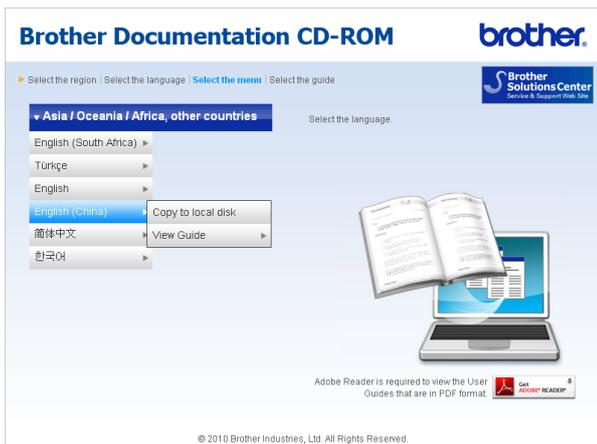 Brother Documentation CD-ROM
brother.
Select the region | Select the language | Select the menu | Select the guide
Brother
Solutions Center
Service & Support Web Site
Asia / Oceania / Africa, other countries
Select the language.
English (South Africa)
Türkçe
English
English (China)
Copy to local disk
简体中文
View Guide
한국어
Adobe Reader is required to view the User
Guides that are in PDF format.
Get
ADOBE® READER®
© 2010 Brother Industries, Ltd. All Rights Reserved.